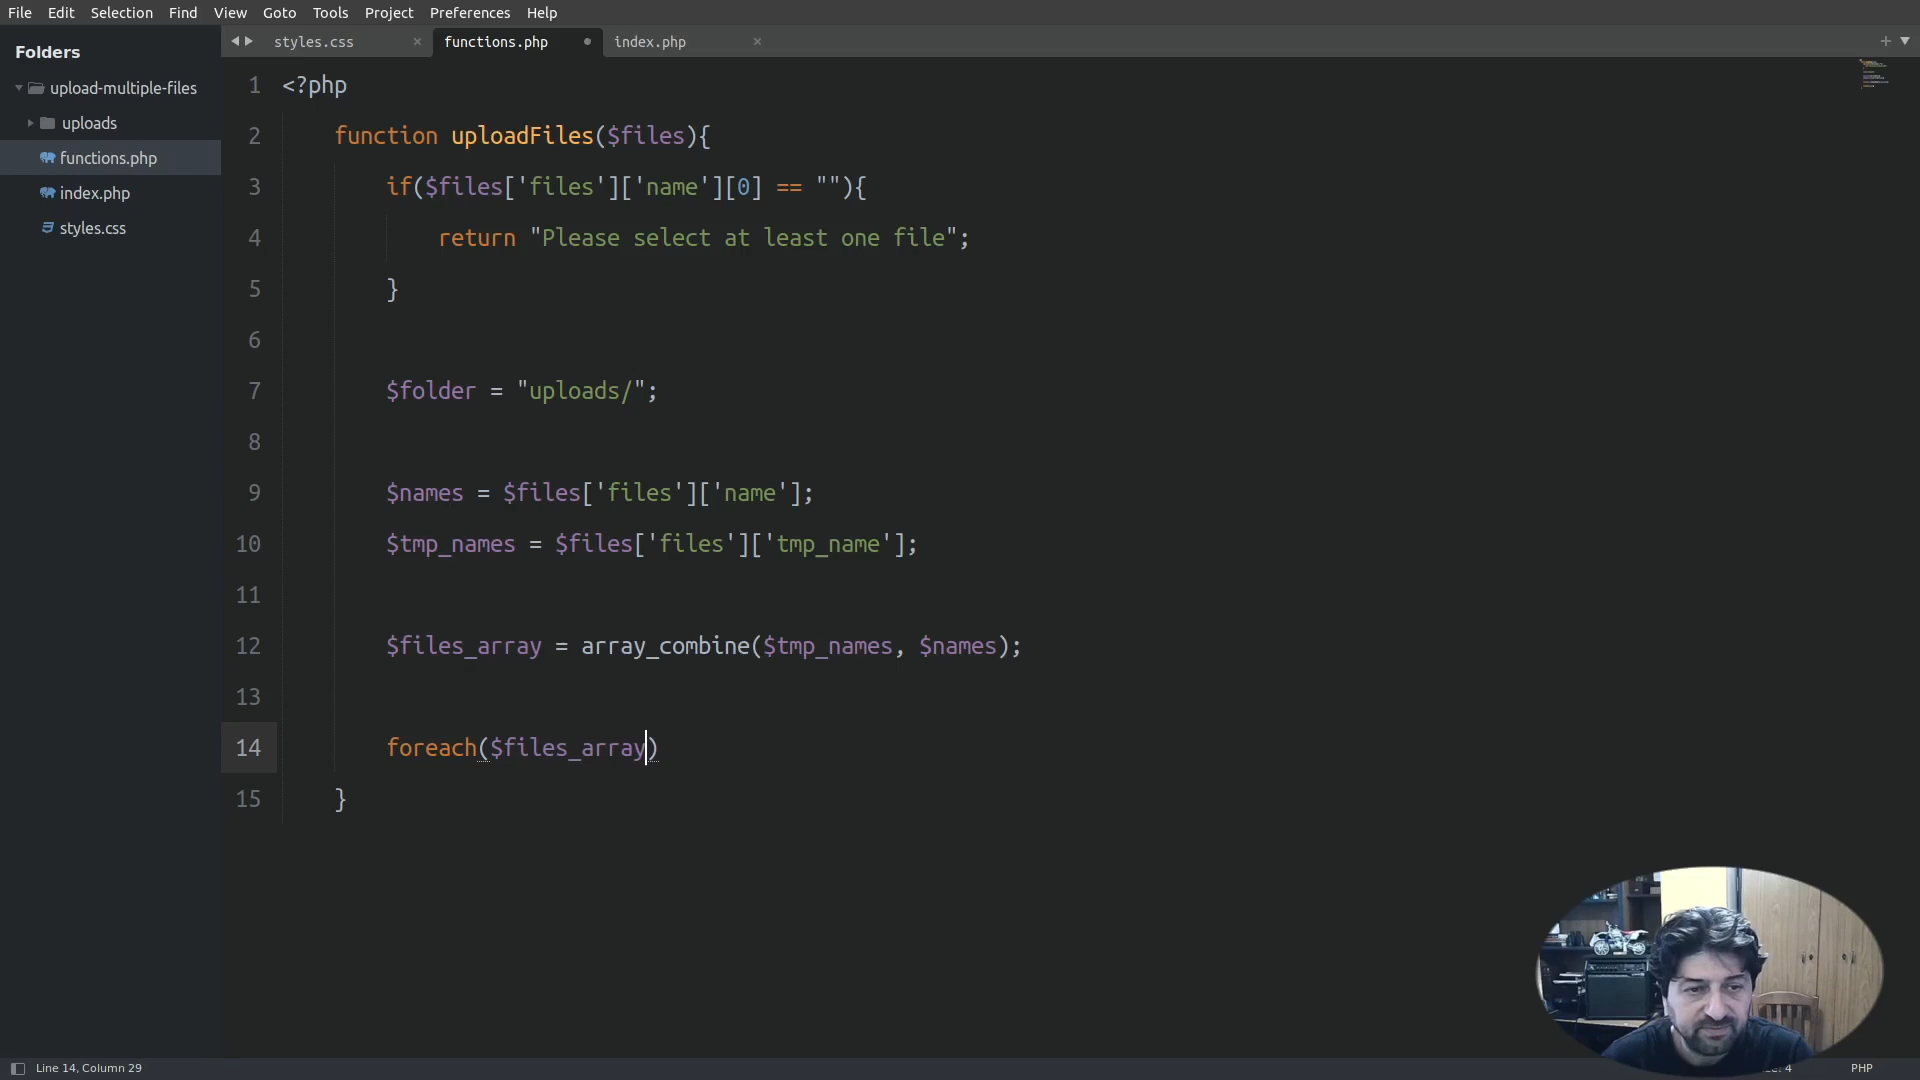 File Edit Selection Find View Goto Tools Project Preferences Help
Folders
upload-multiple-files
uploads
functions.php
index.php
styles.css
styles.css × functions.php index.php ×
1 <?php
2 function uploadFiles($files){
3 if($files['files']['name'][0] == ""){
4 return "Please select at least one file";
5 }
6
7 $folder = "uploads/";
8
9 $names = $files['files']['name'];
10 $tmp_names = $files['files']['tmp_name'];
11
12 $files_array = array_combine($tmp_names, $names);
13
14 foreach($files_array)
15 }
Line 14, Column 29
4 PHP